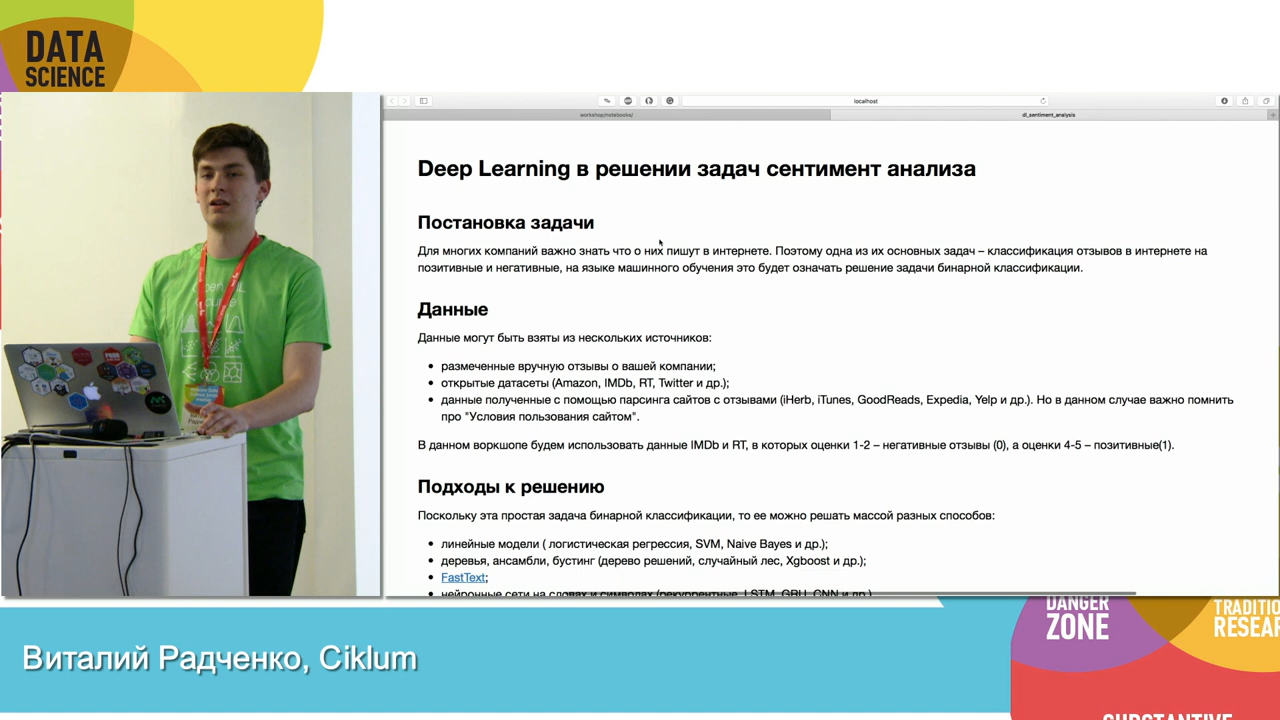 DATA
SCIENCE
localhost
workshop/notebooks/
dl_sentiment_analysis
Deep Learning в решении задач сентимент анализа
Постановка задачи
Для многих компаний важно знать что о них пишут в интернете. Поэтому одна из их основных задач – классификация отзывов в интернете на
позитивные и негативные, на языке машинного обучения это будет означать решение задачи бинарной классификации.
Данные
Данные могут быть взяты из нескольких источников:
размеченные вручную отзывы о вашей компании;
открытые датасеты (Amazon, IMDb, RT, Twitter и др.);
данные полученные с помощью парсинга сайтов с отзывами (iHerb, iTunes, GoodReads, Expedia, Yelp и др.). Но в данном случае важно помнить
про "Условия пользования сайтом".
В данном воркшопе будем использовать данные IMDb и RT, в которых оценки 1-2 – негативные отзывы (0), а оценки 4-5 – позитивные(1).
Подходы к решению
Поскольку эта простая задача бинарной классификации, то ее можно решать массой разных способов:
линейные модели ( логистическая регрессия, SVM, Naive Bayes и др.);
деревья, ансамбли, бустинг (дерево решений, случайный лес, Xgboost и др.);
FastText;
нейронные сети на словах и символах (рекуррентные, LSTM, GRU, CNN и др.)
DANGER
ZONE
TRADITIO
RESEAR
SUBSTANTIVE
Виталий Радченко, Ciklum